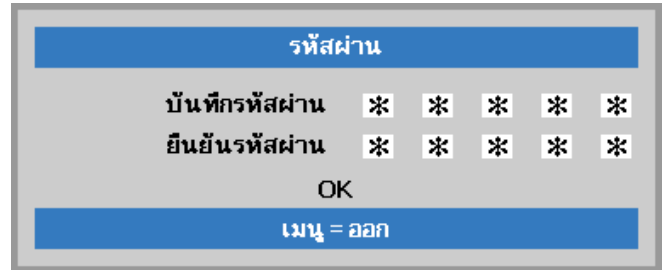 รหัสผ่าน
บันทึกรหัสผ่าน * * * * *
ยืนยันรหัสผ่าน * * * * *
OK
เมนู = ออก